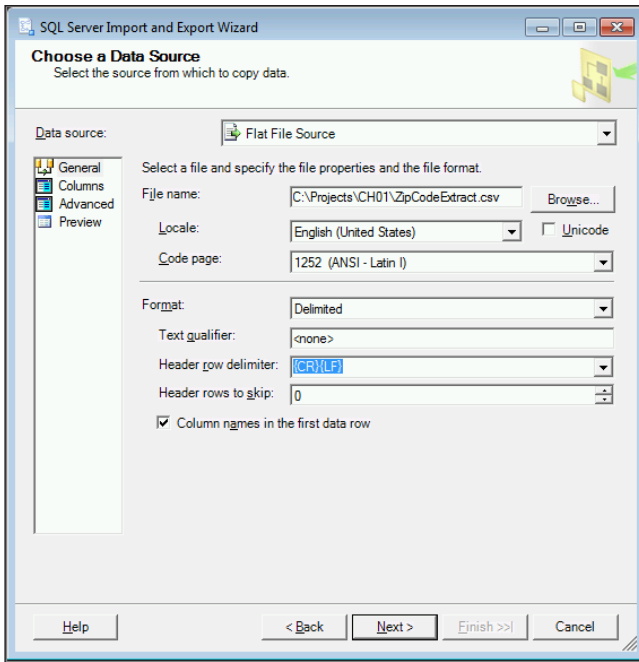 SQL Server Import and Export Wizard
Choose a Data Source
Select the source from which to copy data.
Data source: Flat File Source
General
Columns
Advanced
Preview
Select a file and specify the file properties and the file format.
File name: C:\Projects\CH01\ZipCodeExtract.csv Browse...
Locale: English (United States) Unicode
Code page: 1252 (ANSI - Latin I)
Format: Delimited
Text qualifier: <none>
Header row delimiter: {CR}{LF}
Header rows to skip: 0
Column names in the first data row
Help < Back Next > Finish >>| Cancel